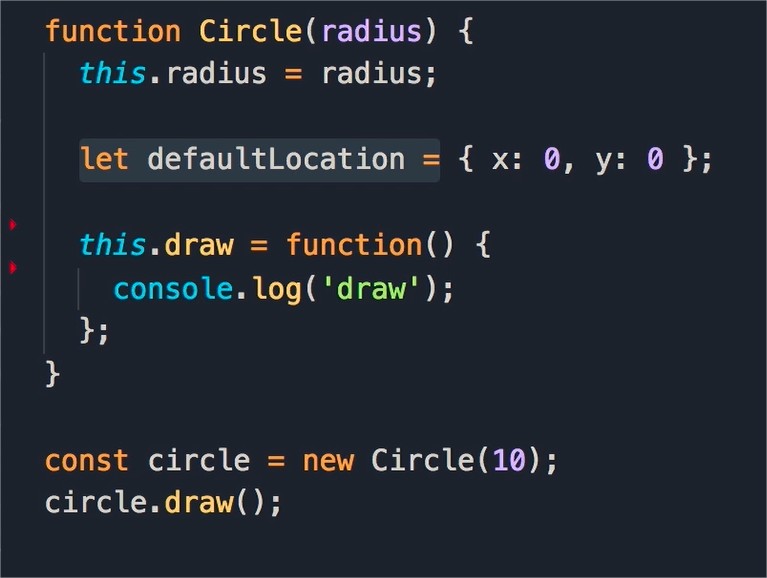 function Circle(radius) {
  this.radius = radius;

  let defaultLocation = { x: 0, y: 0 };

  this.draw = function() {
    console.log('draw');
  };
}

const circle = new Circle(10);
circle.draw();